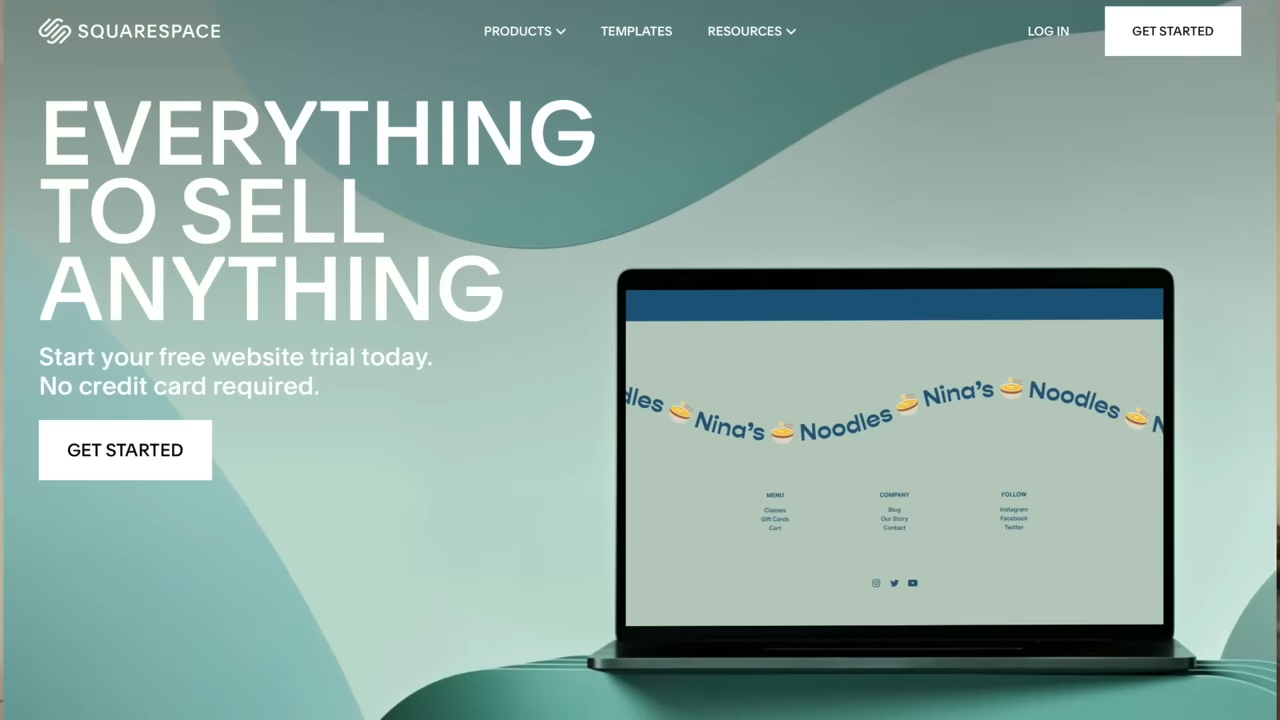 SQUARESPACE
PRODUCTS
TEMPLATES
RESOURCES
LOG IN
GET STARTED
EVERYTHING
TO SELL
ANYTHING
Start your free website trial today.
No credit card required.
GET STARTED
dles Nina's Noodles Nina's Noodles N
MENU
Classes
Gift Cards
Cart
COMPANY
Blog
Our Story
Contact
FOLLOW
Instagram
Facebook
Twitter